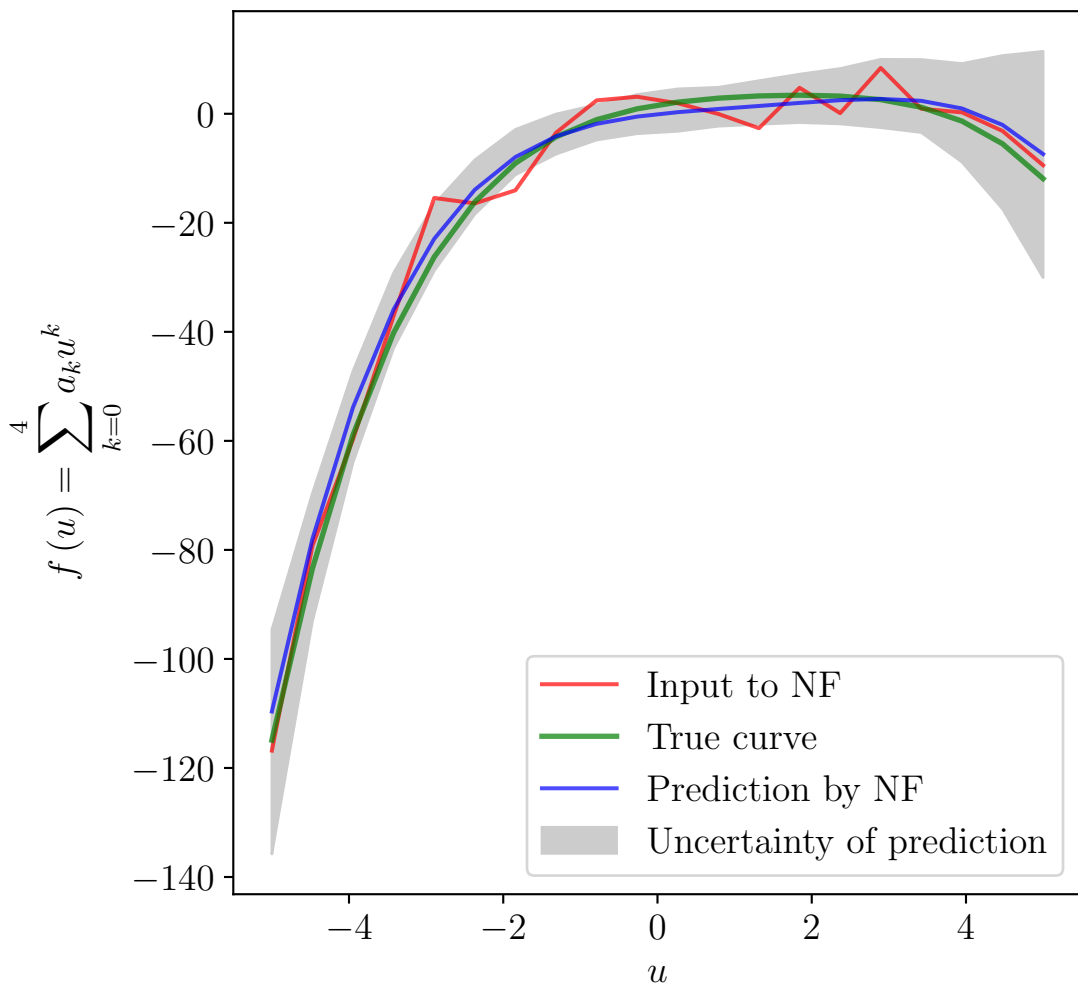 0
−20
−40
−60
−80
−100
−120
−140
−4
−2
0
2
4
u
f (u) = \sum_{k=0}^{4} a_k u^k
Input to NF
True curve
Prediction by NF
Uncertainty of prediction